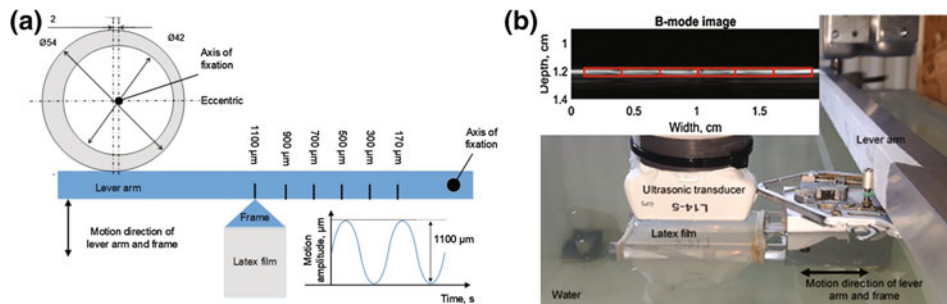 (a)
2
Ø54
Ø42
Axis of
fixation
Eccentric
1100 µm
900 µm
700 µm
500 µm
300 µm
170 µm
Axis of
fixation
Lever arm
Frame
Latex film
Motion direction of
lever arm and frame
Motion
amplitude, µm
1100 µm
Time, s
(b)
B-mode image
Depth, cm
1
1.2
1.4
0
0.5
1
1.5
Width, cm
Lever arm
Ultrasonic transducer
L14-5
GPS
Latex film
Motion direction of lever
arm and frame
Water